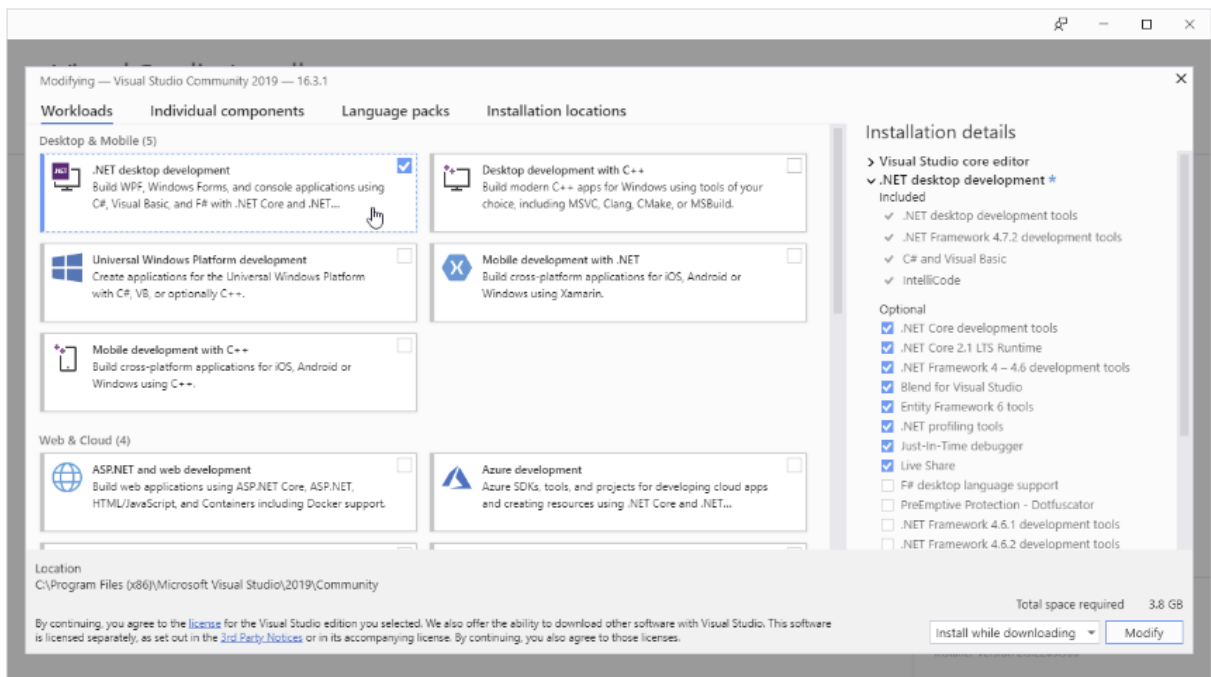 Modifying — Visual Studio Community 2019 — 16.3.1
Workloads Individual components Language packs Installation locations
Desktop & Mobile (5)
.NET desktop development
Build WPF, Windows Forms, and console applications using
C#, Visual Basic, and F# with .NET Core and .NET...
Desktop development with C++
Build modern C++ apps for Windows using tools of your
choice, including MSVC, Clang, CMake, or MSBuild.
Universal Windows Platform development
Create applications for the Universal Windows Platform
with C#, VB, or optionally C++.
Mobile development with .NET
Build cross-platform applications for iOS, Android or
Windows using Xamarin.
Mobile development with C++
Build cross-platform applications for iOS, Android or
Windows using C++.
Web & Cloud (4)
ASP.NET and web development
Build web applications using ASP.NET Core, ASP.NET,
HTML/JavaScript, and Containers including Docker support.
Azure development
Azure SDKs, tools, and projects for developing cloud apps
and creating resources using .NET Core and .NET...
Installation details
Visual Studio core editor
.NET desktop development *
Included
.NET desktop development tools
.NET Framework 4.7.2 development tools
C# and Visual Basic
IntelliCode
Optional
.NET Core development tools
.NET Core 2.1 LTS Runtime
.NET Framework 4 – 4.6 development tools
Blend for Visual Studio
Entity Framework 6 tools
.NET profiling tools
Just-In-Time debugger
Live Share
F# desktop language support
PreEmptive Protection - Dotfuscator
.NET Framework 4.6.1 development tools
.NET Framework 4.6.2 development tools
Location
C:\Program Files (x86)\Microsoft Visual Studio\2019\Community
Total space required 3.8 GB
By continuing, you agree to the license for the Visual Studio edition you selected. We also offer the ability to download other software with Visual Studio. This software
is licensed separately, as set out in the 3rd Party Notices or in its accompanying license. By continuing, you also agree to those licenses.
Install while downloading Modify